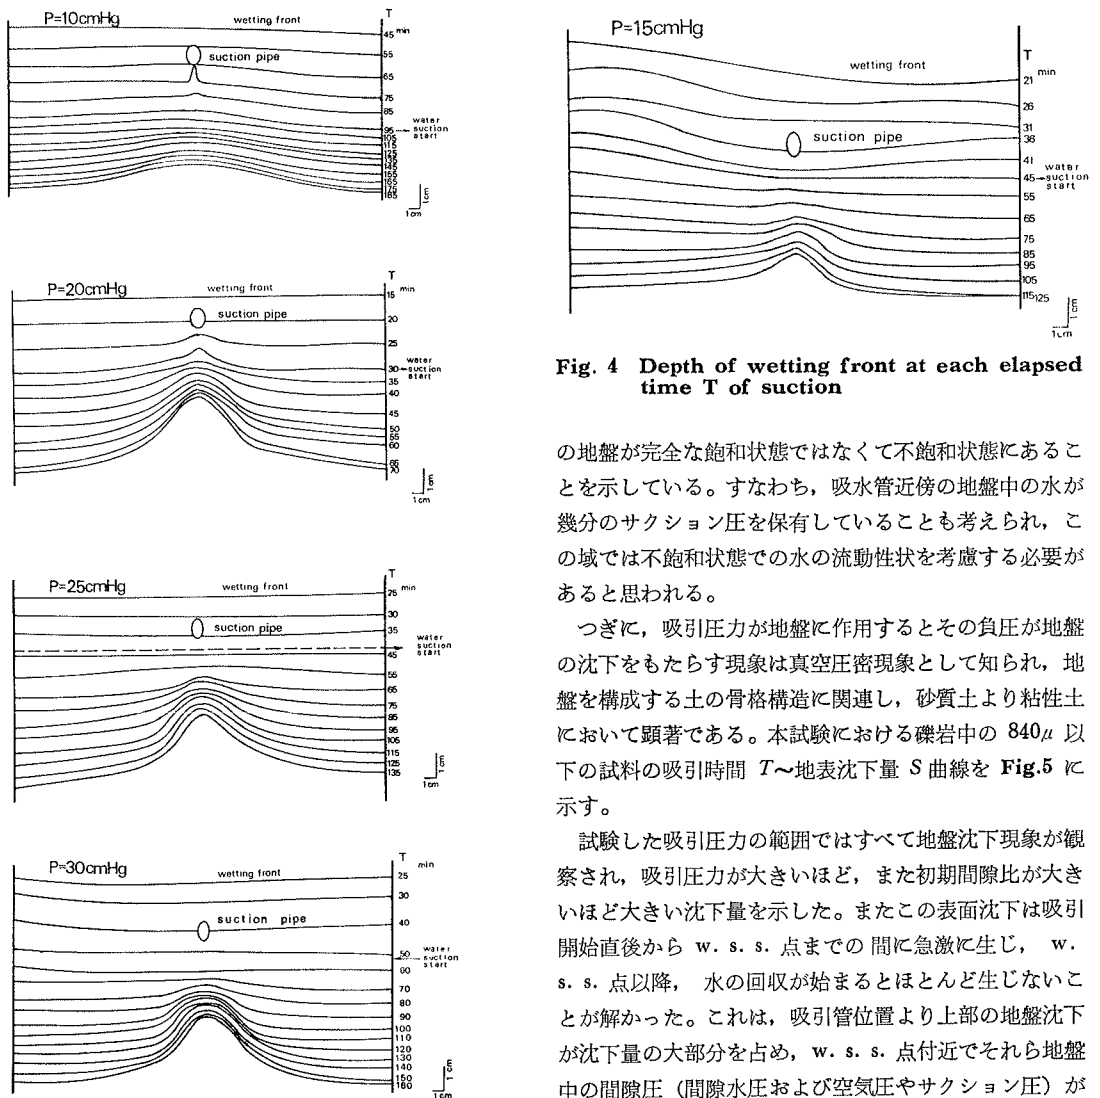 P=10cmHg
wetting front
T
45 min
suction pipe
55
65
75
85
95 water suction start
105
115
125
135
145
155
165
175
185
1cm
1cm
P=20cmHg
wetting front
T
15 min
suction pipe
20
25
30 water suction start
35
40
45
50
55
60
65
70
1cm
1cm
P=25cmHg
wetting front
T
25 min
30
suction pipe
35
water suction start
45
55
65
75
85
95
105
115
125
135
1cm
1cm
P=30cmHg
wetting front
T
25 min
30
suction pipe
40
50 water suction start
60
70
80
90
100
110
120
130
140
150
160
1cm
1cm
P=15cmHg
wetting front
T
21 min
26
31
suction pipe
36
41
45 water suction start
55
65
75
85
95
105
115 125
1cm
1cm
Fig. 4 Depth of wetting front at each elapsed
time T of suction
の地盤が完全な飽和状態ではなくて不飽和状態にあるこ
とを示している。すなわち，吸水管近傍の地盤中の水が
幾分のサクション圧を保有していることも考えられ，こ
の域では不飽和状態での水の流動性状を考慮する必要が
あると思われる。
つぎに，吸引圧力が地盤に作用するとその負圧が地盤
の沈下をもたらす現象は真空圧密現象として知られ，地
盤を構成する土の骨格構造に関連し，砂質土より粘性土
において顕著である。本試験における礫岩中の 840μ 以
下の試料の吸引時間 T〜地表沈下量 S 曲線を Fig.5 に
示す。
試験した吸引圧力の範囲ではすべて地盤沈下現象が観
察され，吸引圧力が大きいほど，また初期間隙比が大き
いほど大きい沈下量を示した。またこの表面沈下は吸引
開始直後から w. s. s. 点までの間に急激に生じ， w.
s. s. 点以降， 水の回収が始まるとほとんど生じないこ
とが解かった。これは，吸引管位置より上部の地盤沈下
が沈下量の大部分を占め，w. s. s. 点付近でそれら地盤
中の間隙圧（間隙水圧および空気圧やサクション圧）が